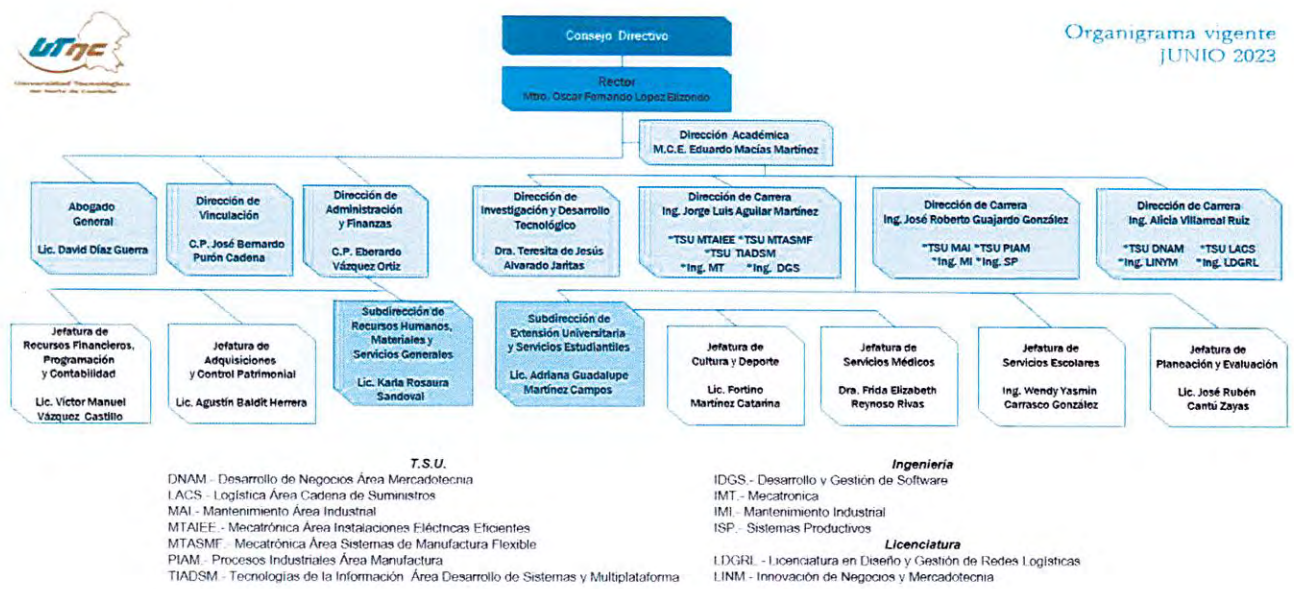 UTnc
Universidad Tecnológica
del Norte de Coahuila
Organigrama vigente
JUNIO 2023
Consejo Directivo
Rector
Mtro. Oscar Fernando López Elizondo
Dirección Académica
M.C.E. Eduardo Macías Martínez
Abogado
General
Lic. David Díaz Guerra
Dirección de
Vinculación
C.P. José Bernardo
Purón Cadena
Dirección de
Administración
y Finanzas
C.P. Eberardo
Vázquez Ortiz
Dirección de
Investigación y Desarrollo
Tecnológico
Dra. Teresita de Jesús
Alvarado Jaritas
Dirección de Carrera
Ing. Jorge Luis Aguilar Martínez
*TSU MTAIEE *TSU MTASMF
*TSU TIADSM
*Ing. MT *Ing. DGS
Dirección de Carrera
Ing. José Roberto Guajardo González
*TSU MAI *TSU PIAM
*Ing. MI *Ing. SP
Dirección de Carrera
Ing. Alicia Villarreal Ruiz
*TSU DNAM *TSU LACS
*Ing. LINYM *Ing. LDGRL
Jefatura de
Recursos Financieros,
Programación
y Contabilidad
Lic. Víctor Manuel
Vázquez Castillo
Jefatura de
Adquisiciones
y Control Patrimonial
Lic. Agustín Baldit Herrera
Subdirección de
Recursos Humanos,
Materiales y
Servicios Generales
Lic. Karla Rosaura
Sandoval
Subdirección de
Extensión Universitaria
y Servicios Estudiantiles
Lic. Adriana Guadalupe
Martínez Campos
Jefatura de
Cultura y Deporte
Lic. Fortino
Martínez Catarina
Jefatura de
Servicios Médicos
Dra. Frida Elizabeth
Reynoso Rivas
Jefatura de
Servicios Escolares
Ing. Wendy Yasmin
Carrasco González
Jefatura de
Planeación y Evaluación
Lic. José Rubén
Cantú Zayas
T.S.U.
DNAM.- Desarrollo de Negocios Área Mercadotecnia
LACS.- Logística Área Cadena de Suministros
MAI.- Mantenimiento Área Industrial
MTAIEE.- Mecatrónica Área Instalaciones Eléctricas Eficientes
MTASMF.- Mecatrónica Área Sistemas de Manufactura Flexible
PIAM.- Procesos Industriales Área Manufactura
TIADSM.- Tecnologías de la Información Área Desarrollo de Sistemas y Multiplataforma
Ingeniería
IDGS.- Desarrollo y Gestión de Software
IMT.- Mecatronica
IMI.- Mantenimiento Industrial
ISP.- Sistemas Productivos
Licenciatura
LDGRL.- Licenciatura en Diseño y Gestión de Redes Logísticas
LINM.- Innovación de Negocios y Mercadotecnia